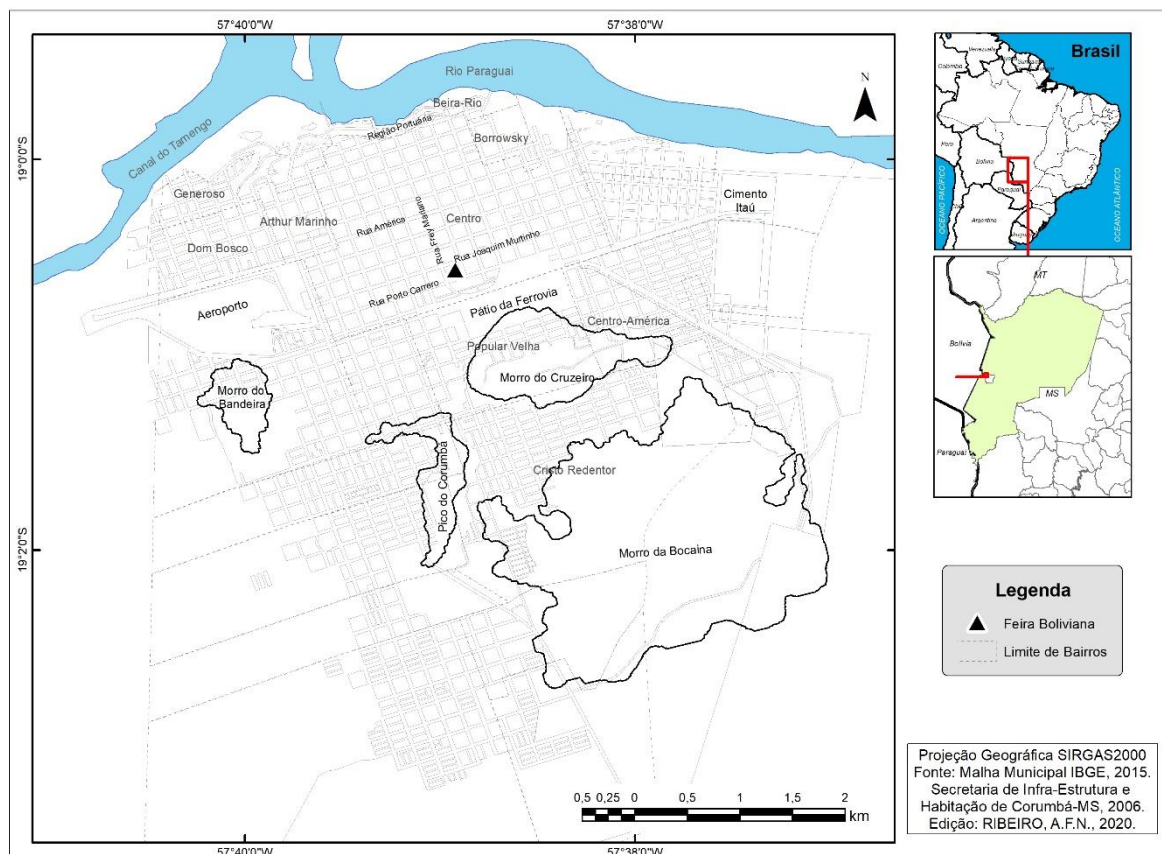 57°40'0"W
57°38'0"W
Rio Paraguai
Beira-Rio
Região Portuária
Borrowsky
Canal do Tamengo
19°0'0"S
N
Generoso
Arthur Marinho
Rua América
Rua Frey Mariano
Centro
Cimento
Itaú
Dom Bosco
Rua Joaquim Murtinho
Aeroporto
Rua Porto Carrero
Pátio da Ferrovia
Centro-América
Popular Velha
Morro do Cruzeiro
Morro do
Bandeira
Pico do Corumbá
Cristo Redentor
19°2'0"S
Morro da Bocaina
0,5 0,25 0 0,5 1 1,5 2
km
57°40'0"W
57°38'0"W
Brasil
Venezuela
Colombia
Peru
Bolivia
Paraguai
Argentina
OCEANO PACÍFICO
OCEANO ATLÂNTICO
MT
Bolivia
MS
Paraguai
Legenda
Feira Boliviana
Limite de Bairros
Projeção Geográfica SIRGAS2000
Fonte: Malha Municipal IBGE, 2015.
Secretaria de Infra-Estrutura e
Habitação de Corumbá-MS, 2006.
Edição: RIBEIRO, A.F.N., 2020.